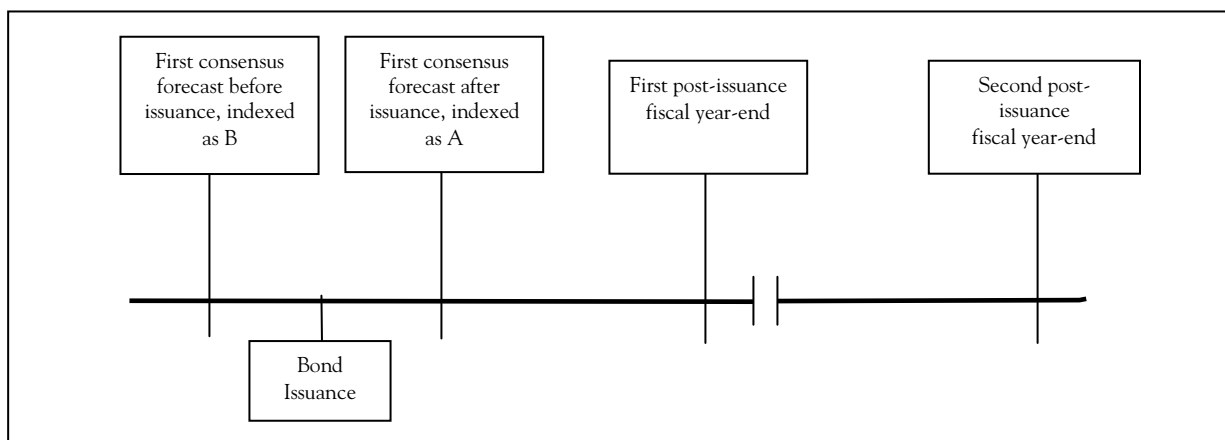 First consensus
forecast before
issuance, indexed
as B
First consensus
forecast after
issuance, indexed
as A
First post-issuance
fiscal year-end
Second post-
issuance
fiscal year-end
Bond
Issuance